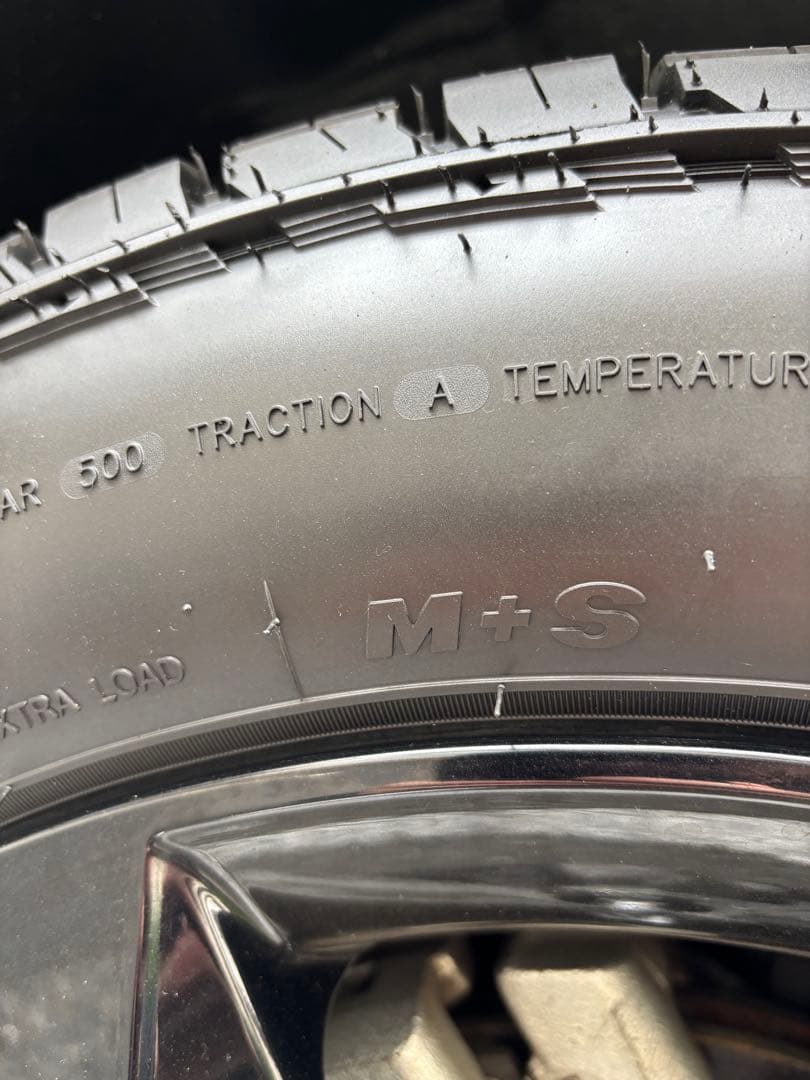 AR 500 TRACTION A TEMPERATUR
M+S
XTRA LOAD